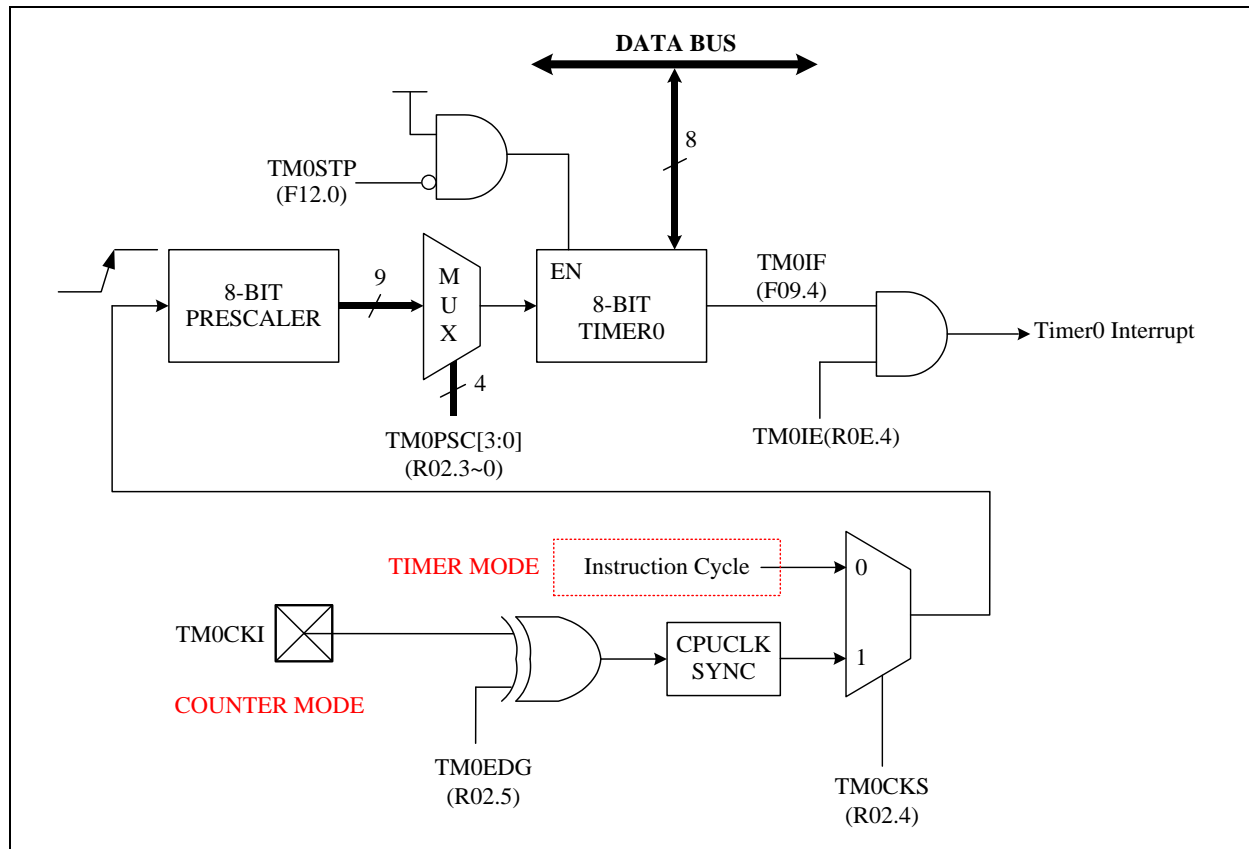 DATA BUS
8
TM0STP
(F12.0)
EN
8-BIT
TIMER0
8-BIT
PRESCALER
9
M
U
X
4
TM0PSC[3:0]
(R02.3~0)
TM0IF
(F09.4)
Timer0 Interrupt
TM0IE(R0E.4)
TIMER MODE
Instruction Cycle
0
TM0CKI
CPUCLK
SYNC
1
COUNTER MODE
TM0EDG
(R02.5)
TM0CKS
(R02.4)